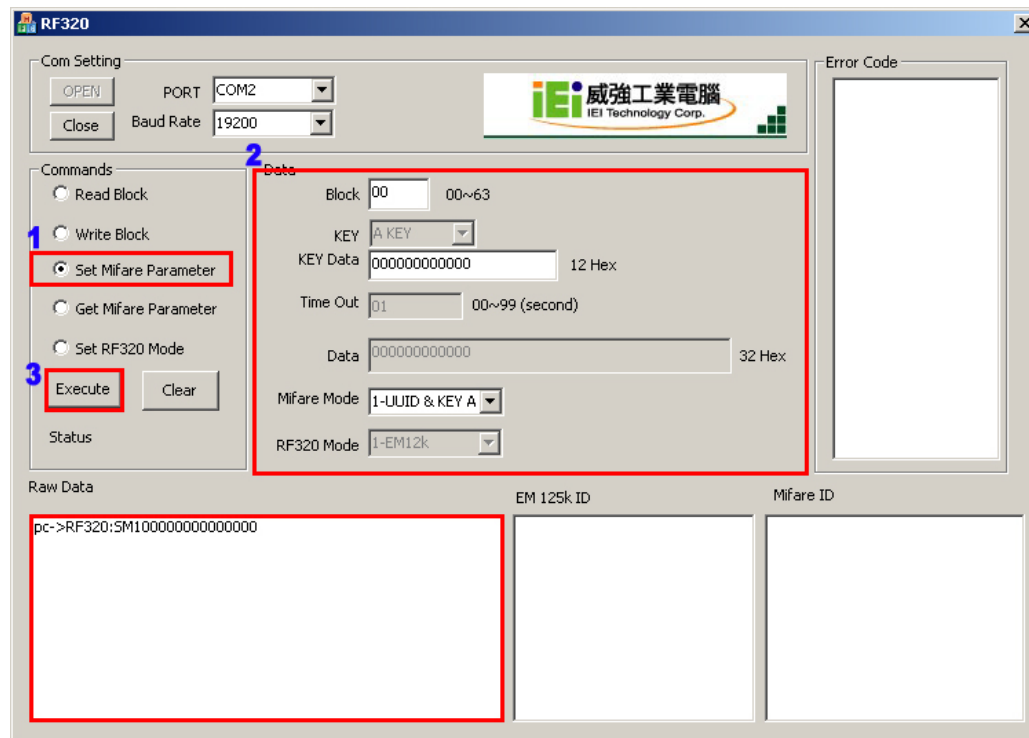 RF320
Com Setting
OPEN
PORT
COM2
Close
Baud Rate
19200
iEi
威強工業電腦
IEI Technology Corp.
Error Code
Commands
Read Block
1
Write Block
Set Mifare Parameter
Get Mifare Parameter
Set RF320 Mode
3
Execute
Clear
Status
2
Data
Block
00
00~63
KEY
A KEY
KEY Data
000000000000
12 Hex
Time Out
01
00~99 (second)
Data
000000000000
32 Hex
Mifare Mode
1-UUID & KEY A
RF320 Mode
1-EM12k
Raw Data
pc->RF320:SM100000000000000
EM 125k ID
Mifare ID